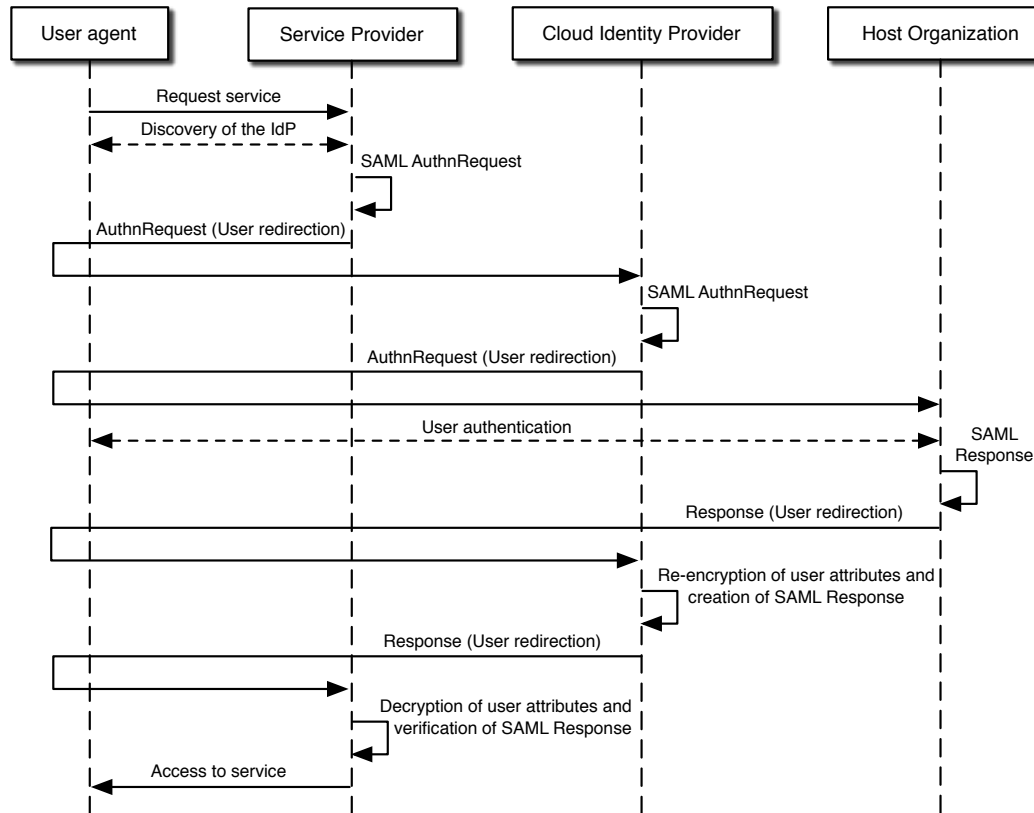 User agent
Service Provider
Cloud Identity Provider
Host Organization
Request service
Discovery of the IdP
SAML AuthnRequest
AuthnRequest (User redirection)
SAML AuthnRequest
AuthnRequest (User redirection)
User authentication
SAML
Response
Response (User redirection)
Re-encryption of user attributes and
creation of SAML Response
Response (User redirection)
Decryption of user attributes and
verification of SAML Response
Access to service